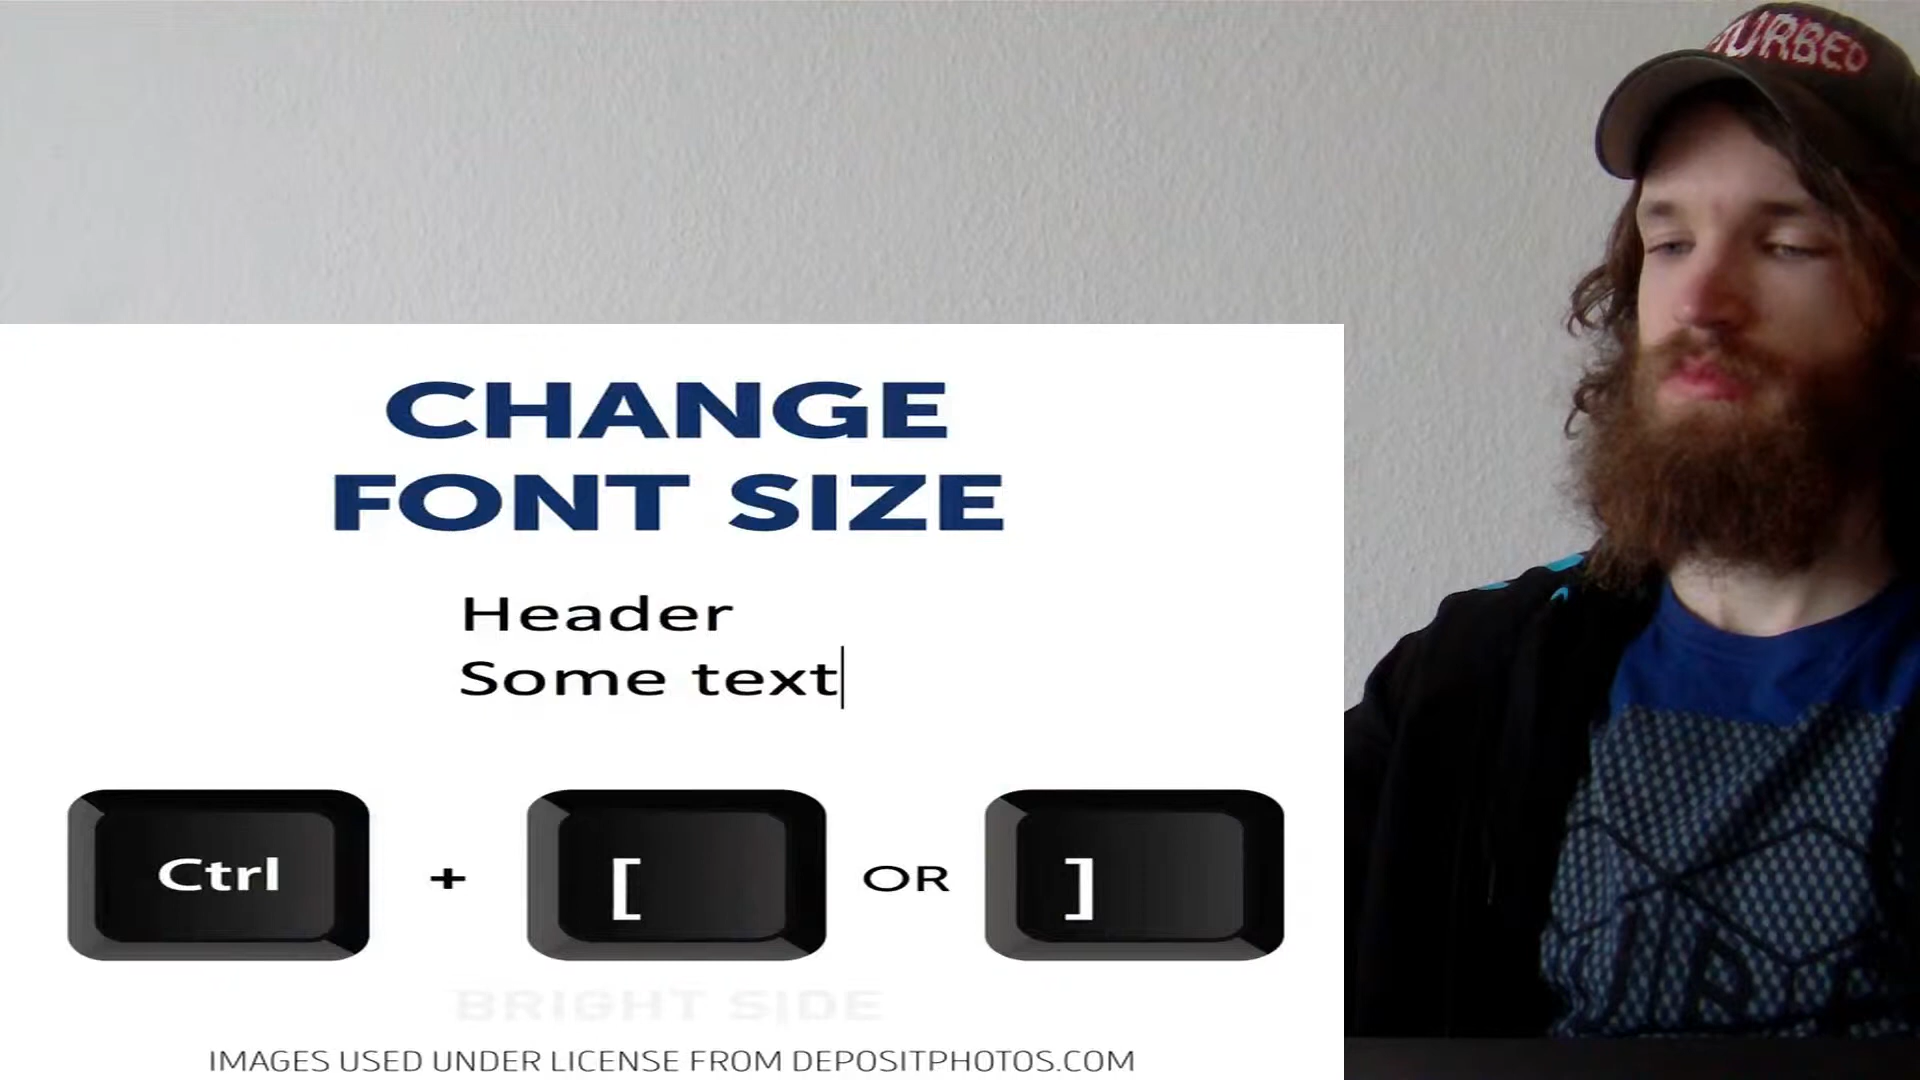 CHANGE
FONT SIZE
Header
Some text
Ctrl + [ OR ]
BRIGHT SIDE
IMAGES USED UNDER LICENSE FROM DEPOSITPHOTOS.COM